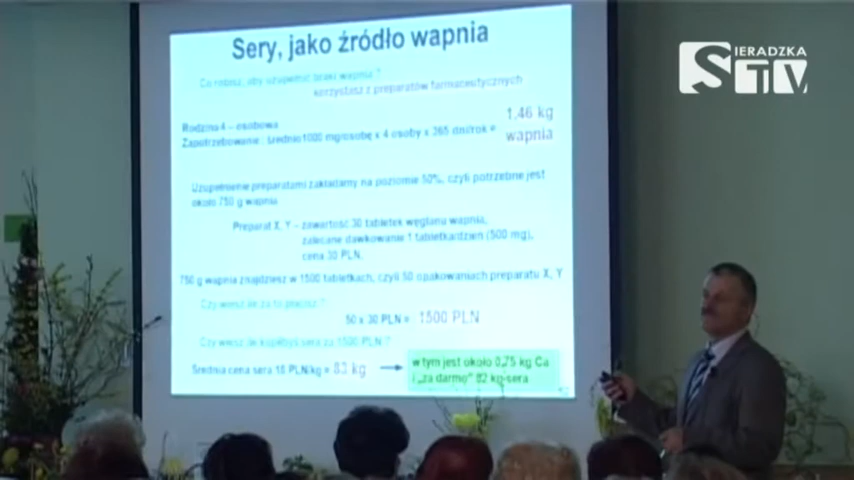 SIERADZKA
STV
Sery, jako źródło wapnia
Co robisz, aby uzupełnić braki wapnia ?
korzystasz z preparatów farmaceutycznych
Rodzina 4 – osobowa
Zapotrzebowanie : średnio 1000 mg/osobę x 4 osoby x 365 dni/rok = 1,46 kg wapnia
Uzupełnienie preparatami zakładamy na poziomie 50%, czyli potrzebne jest
około 750 g wapnia.
Preparat X, Y – zawartość 30 tabletek węglanu wapnia,
zalecane dawkowanie 1 tabletka/dzień (500 mg),
cena 30 PLN.
750 g wapnia znajdziesz w 1500 tabletkach, czyli 50 opakowaniach preparatu X, Y
Czy wiesz ile za to płacisz ?
50 x 30 PLN = 1500 PLN
Czy wiesz ile kupiłbyś sera za 1500 PLN ?
Średnia cena sera 18 PLN/kg = 83 kg
w tym jest około 0,75 kg Ca
i „za darmo" 82 kg sera